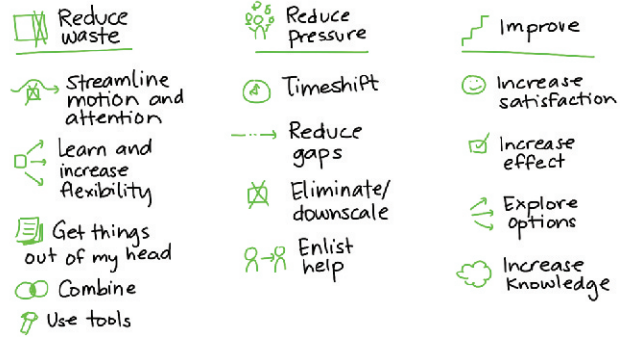 Reduce
waste
Streamline
motion and
attention
Learn and
increase
flexibility
Get things
out of my head
Combine
Use tools
Reduce
Pressure
Timeshift
Reduce
gaps
Eliminate/
downscale
Enlist
help
Improve
Increase
satisfaction
Increase
effect
Explore
options
Increase
Knowledge